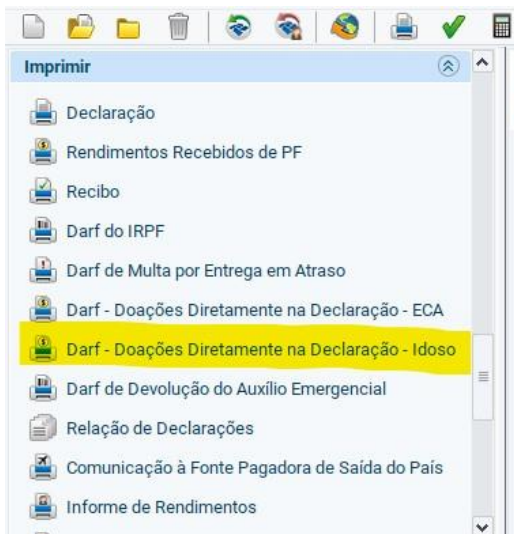 Imprimir
Declaração
Rendimentos Recebidos de PF
Recibo
Darf do IRPF
Darf de Multa por Entrega em Atraso
Darf - Doações Diretamente na Declaração - ECA
Darf - Doações Diretamente na Declaração - Idoso
Darf de Devolução do Auxílio Emergencial
Relação de Declarações
Comunicação à Fonte Pagadora de Saída do País
Informe de Rendimentos